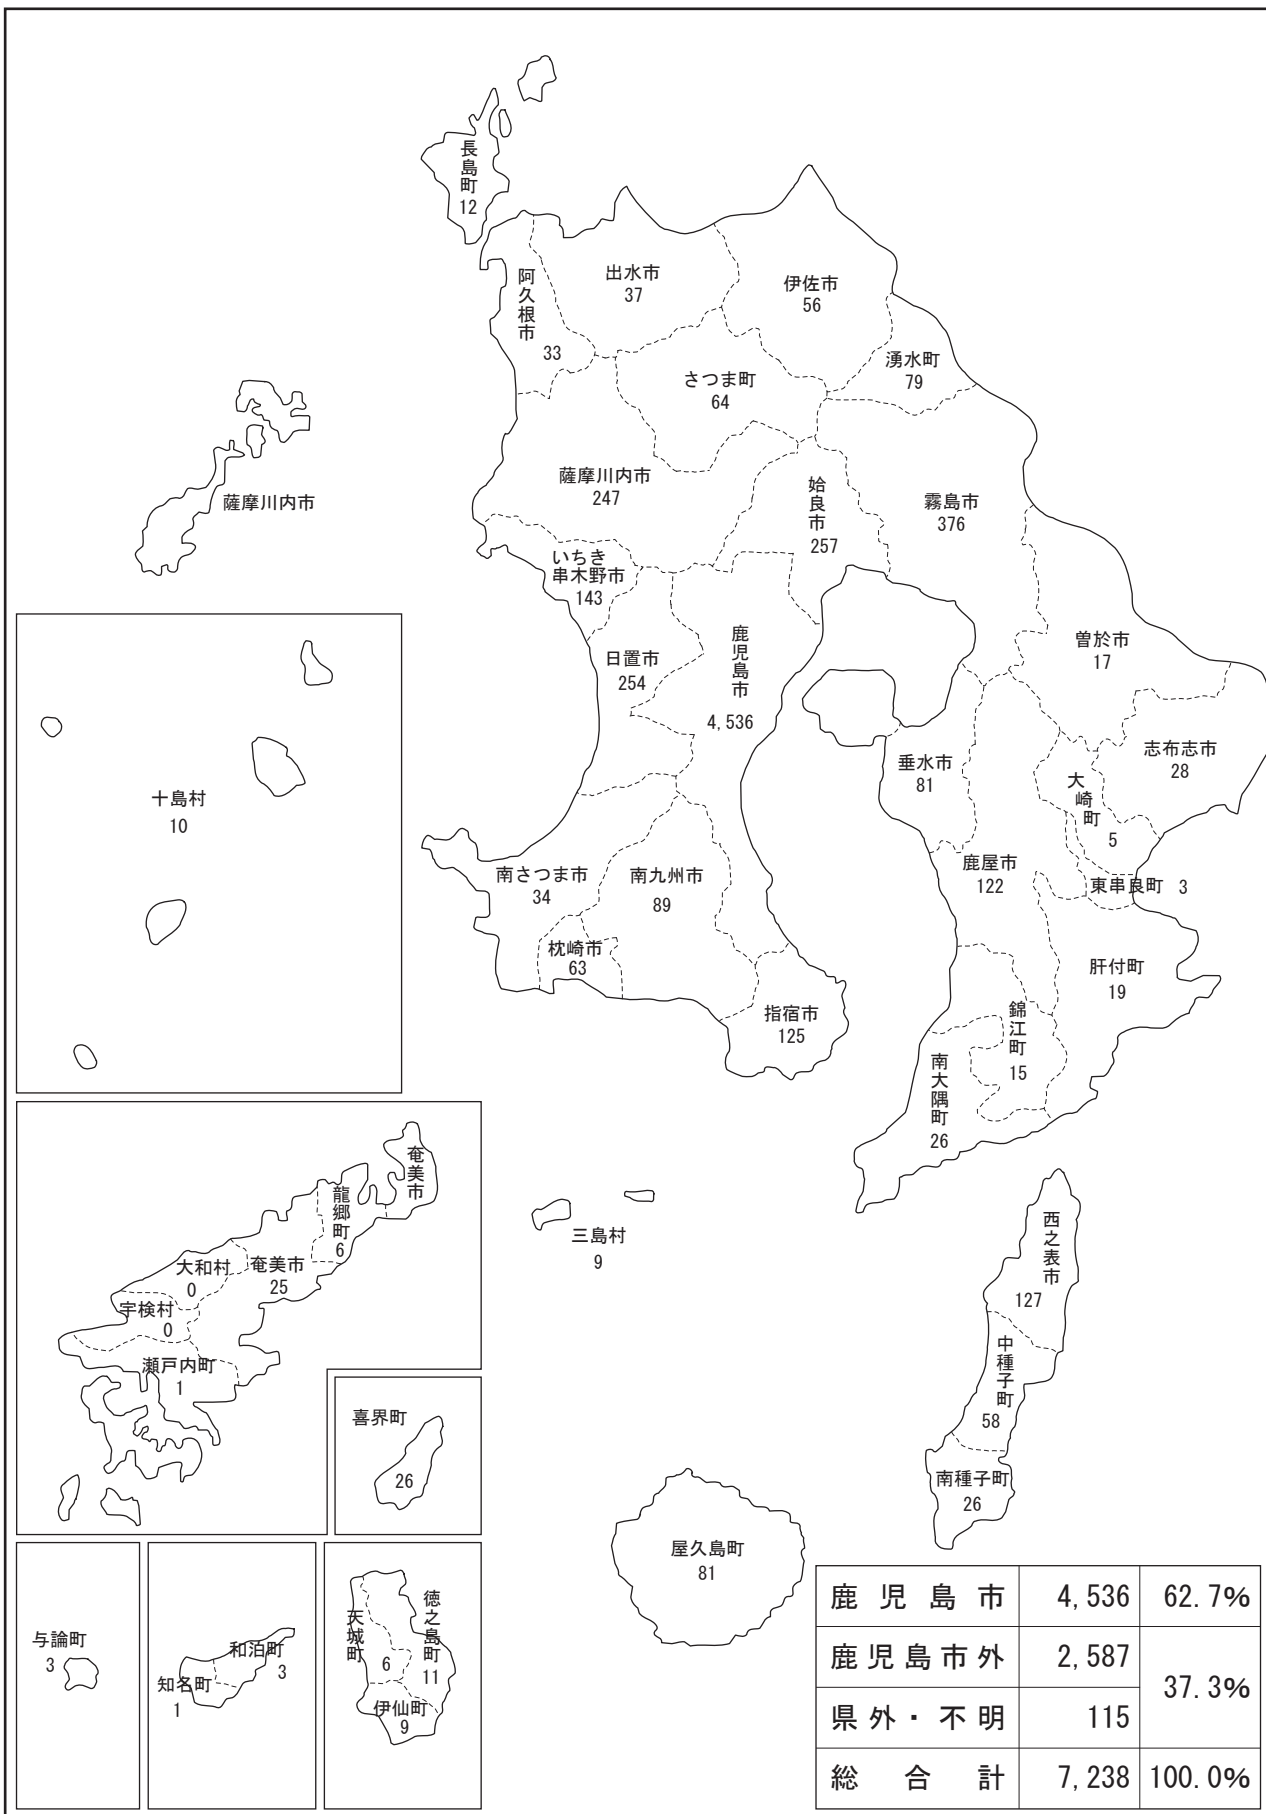 長島町
12
出水市
37
阿久根市
33
伊佐市
56
湧水町
79
さつま町
64
薩摩川内市
247
薩摩川内市
姶良市
257
霧島市
376
いちき
串木野市
143
日置市
254
鹿児島市
4,536
曽於市
17
志布志市
28
垂水市
81
大崎町
5
鹿屋市
122
東串良町 3
十島村
10
南さつま市
34
南九州市
89
枕崎市
63
指宿市
125
肝付町
19
錦江町
15
南大隅町
26
奄美市
龍郷町
6
大和村
0
奄美市
25
宇検村
0
瀬戸内町
1
三島村
9
西之表市
127
中種子町
58
南種子町
26
喜界町
26
屋久島町
81
与論町
3
和泊町
3
知名町
1
天城町
6
徳之島町
11
伊仙町
9
鹿児島市 4,536 62.7%
鹿児島市外 2,587
37.3%
県外・不明 115
総合計 7,238 100.0%